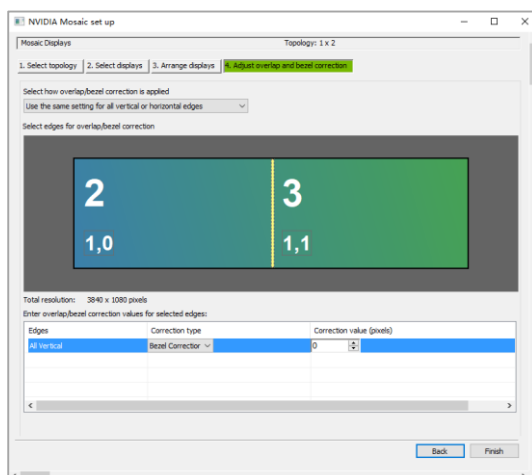 NVIDIA Mosaic set up
Mosaic Displays Topology: 1 x 2
1. Select topology 2. Select displays 3. Arrange displays 4. Adjust overlap and bezel correction
Select how overlap/bezel correction is applied
Use the same setting for all vertical or horizontal edges
Select edges for overlap/bezel correction
2 3
1,0 1,1
Total resolution: 3840 x 1080 pixels
Enter overlap/bezel correction values for selected edges:
Edges Correction type Correction value (pixels)
All Vertical Bezel Correction 0
Back Finish